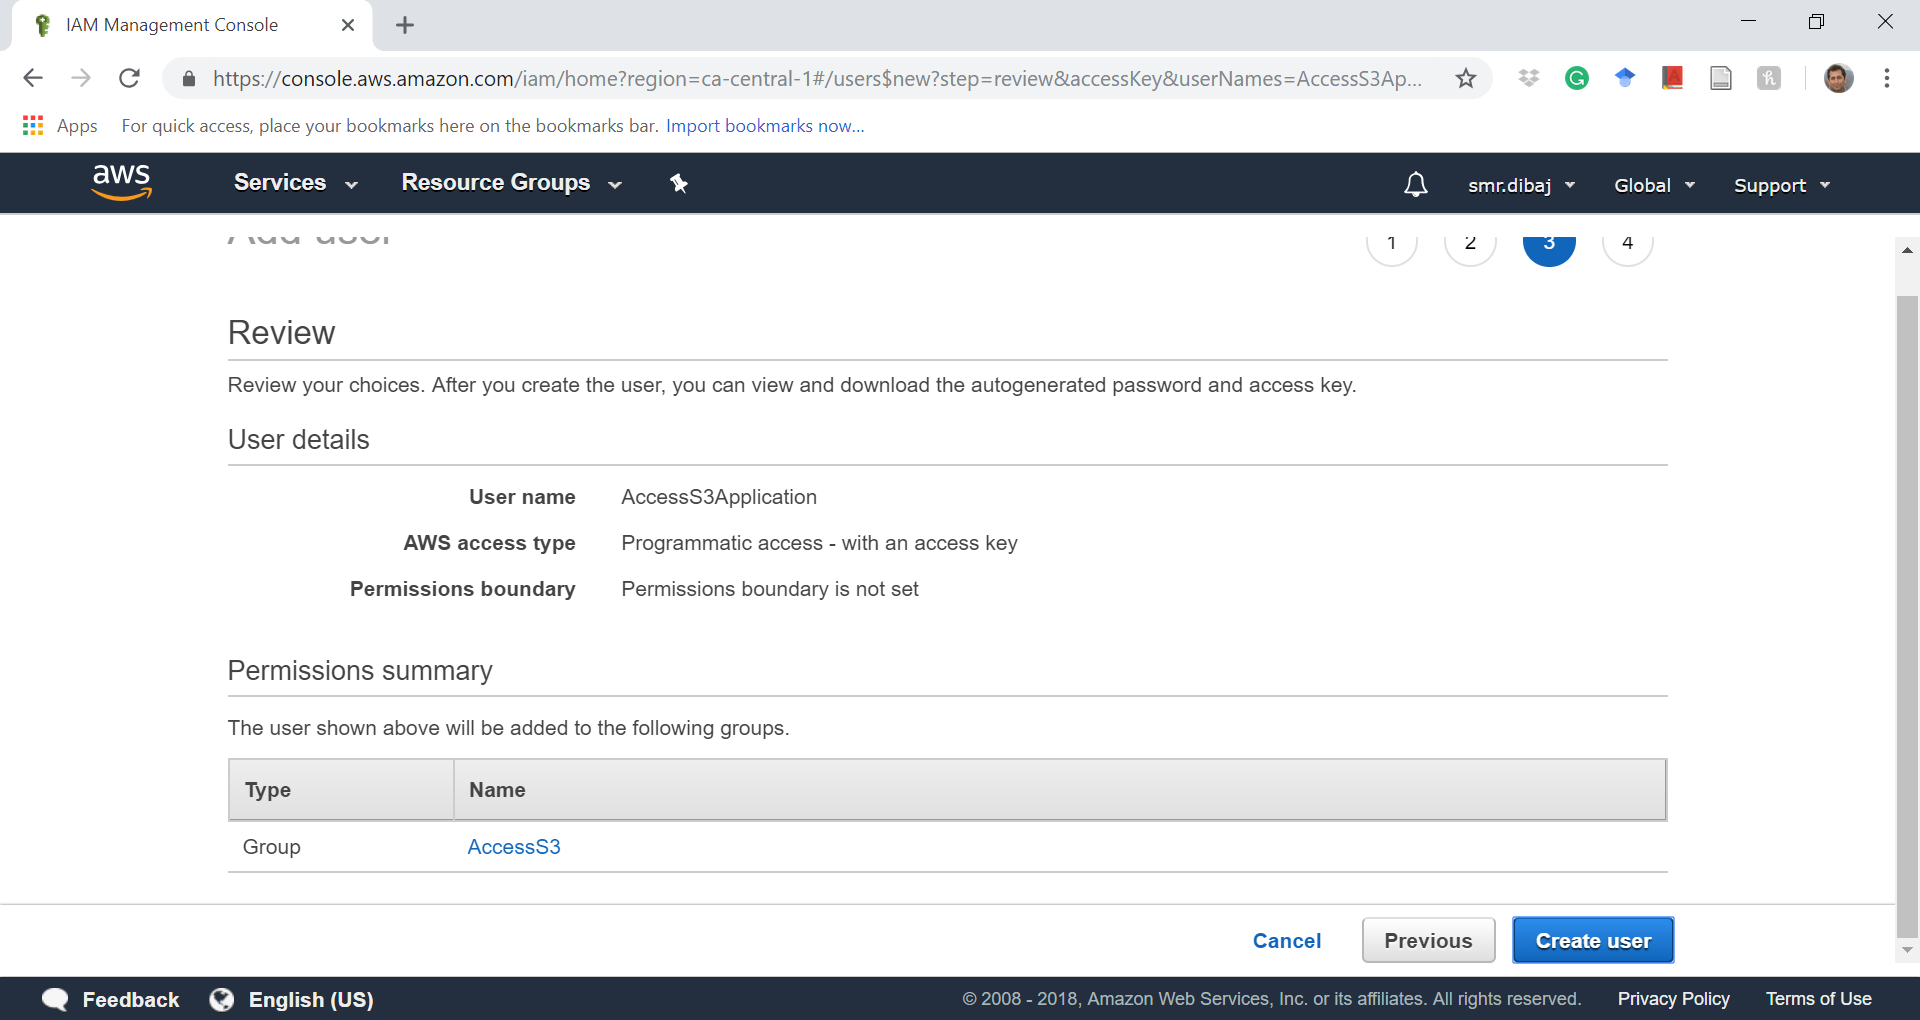 IAM Management Console
https://console.aws.amazon.com/iam/home?region=ca-central-1#/users$new?step=review&accessKey&userNames=AccessS3Ap...
Apps For quick access, place your bookmarks here on the bookmarks bar. Import bookmarks now...
aws Services Resource Groups smr.dibaj Global Support
Add user 1 2 3 4
Review
Review your choices. After you create the user, you can view and download the autogenerated password and access key.
User details
User name AccessS3Application
AWS access type Programmatic access - with an access key
Permissions boundary Permissions boundary is not set
Permissions summary
The user shown above will be added to the following groups.
Type Name
Group AccessS3
Cancel Previous Create user
Feedback English (US) © 2008 - 2018, Amazon Web Services, Inc. or its affiliates. All rights reserved. Privacy Policy Terms of Use